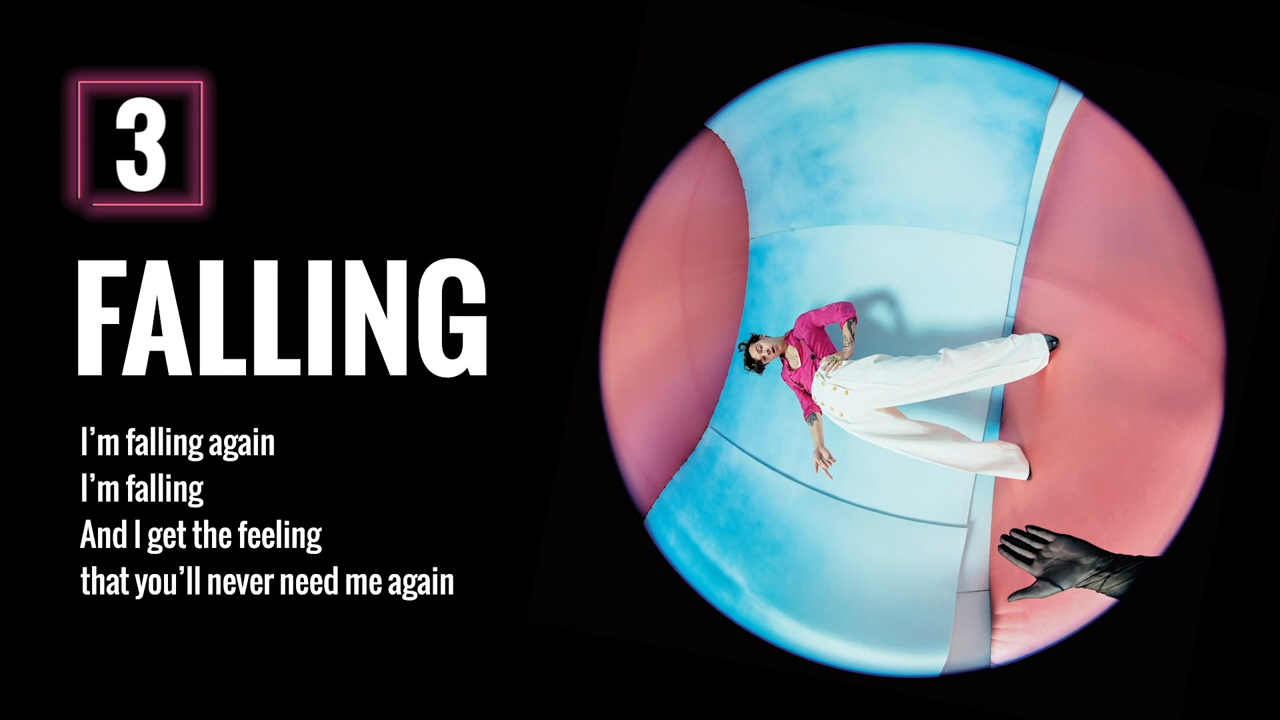 3
FALLING
I’m falling again
I’m falling
And I get the feeling
that you’ll never need me again